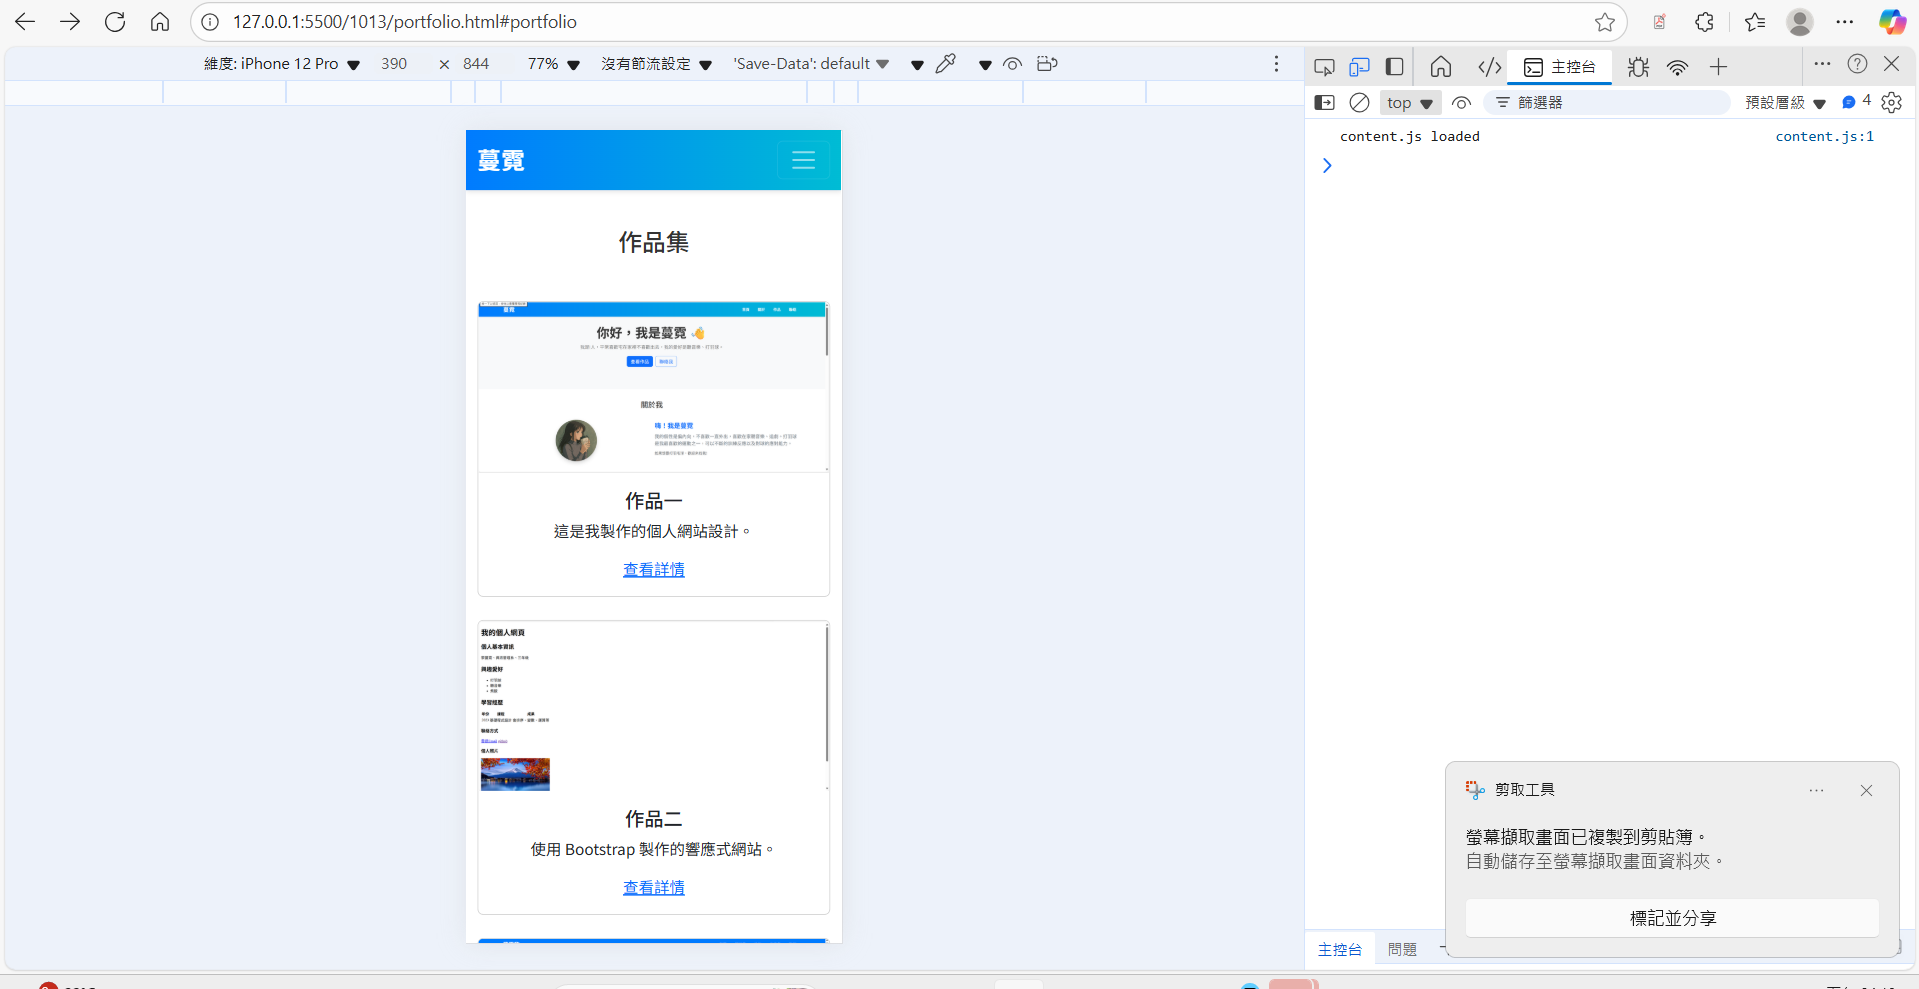 127.0.0.1:5500/1013/portfolio.html#portfolio
維度: iPhone 12 Pro 390 × 844 77% 沒有節流設定 'Save-Data': default
主控台
top 篩選器 預設層級 4
content.js loaded content.js:1
蔓霓
作品集
蔓霓
你好，我是蔓霓
查看作品
關於我
嗨！我是蔓霓
作品一
這是我製作的個人網站設計。
查看詳情
我的個人網頁
個人基本資訊
興趣愛好
學習經歷
聯絡方式
個人照片
作品二
使用 Bootstrap 製作的響應式網站。
查看詳情
剪取工具
螢幕擷取畫面已複製到剪貼簿。
自動儲存至螢幕擷取畫面資料夾。
標記並分享
主控台 問題